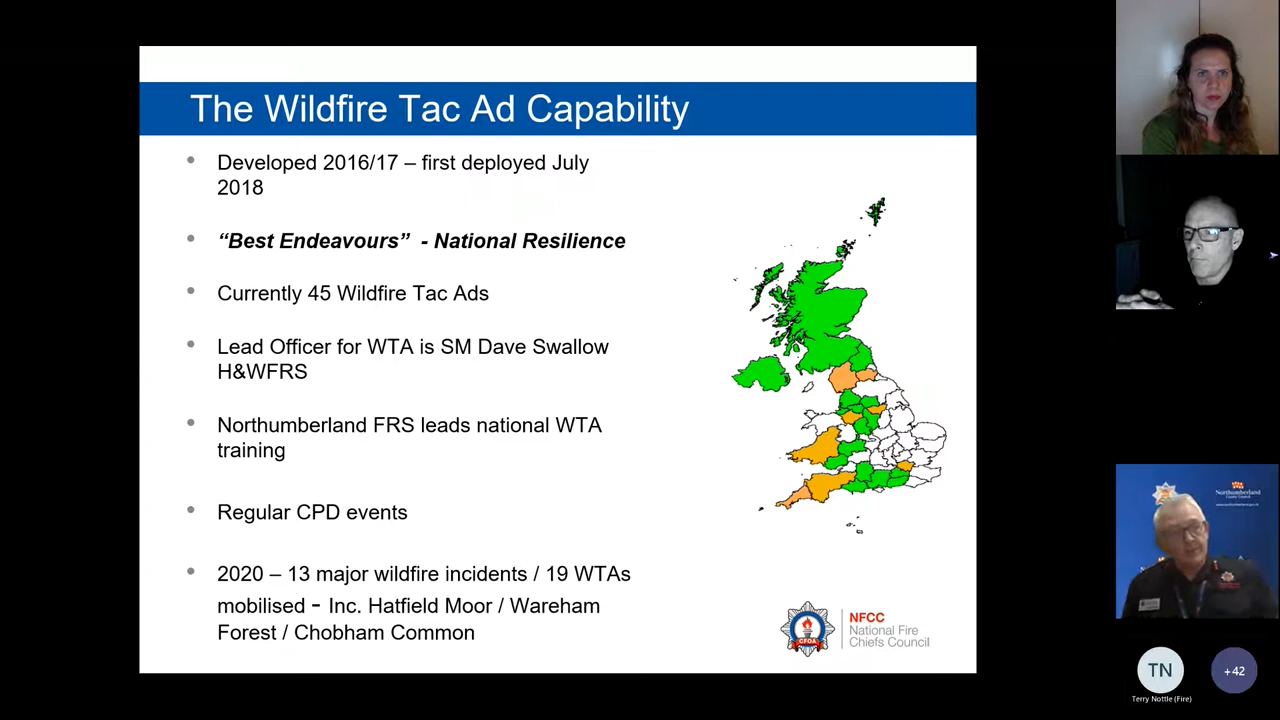 The Wildfire Tac Ad Capability
• Developed 2016/17 – first deployed July
2018
• “Best Endeavours” - National Resilience
• Currently 45 Wildfire Tac Ads
• Lead Officer for WTA is SM Dave Swallow
H&WFRS
• Northumberland FRS leads national WTA
training
• Regular CPD events
• 2020 – 13 major wildfire incidents / 19 WTAs
mobilised - Inc. Hatfield Moor / Wareham
Forest / Chobham Common
CFOA
NFCC
National Fire
Chiefs Council
Northumberland
TN
+42
Terry Nottle (Fire)